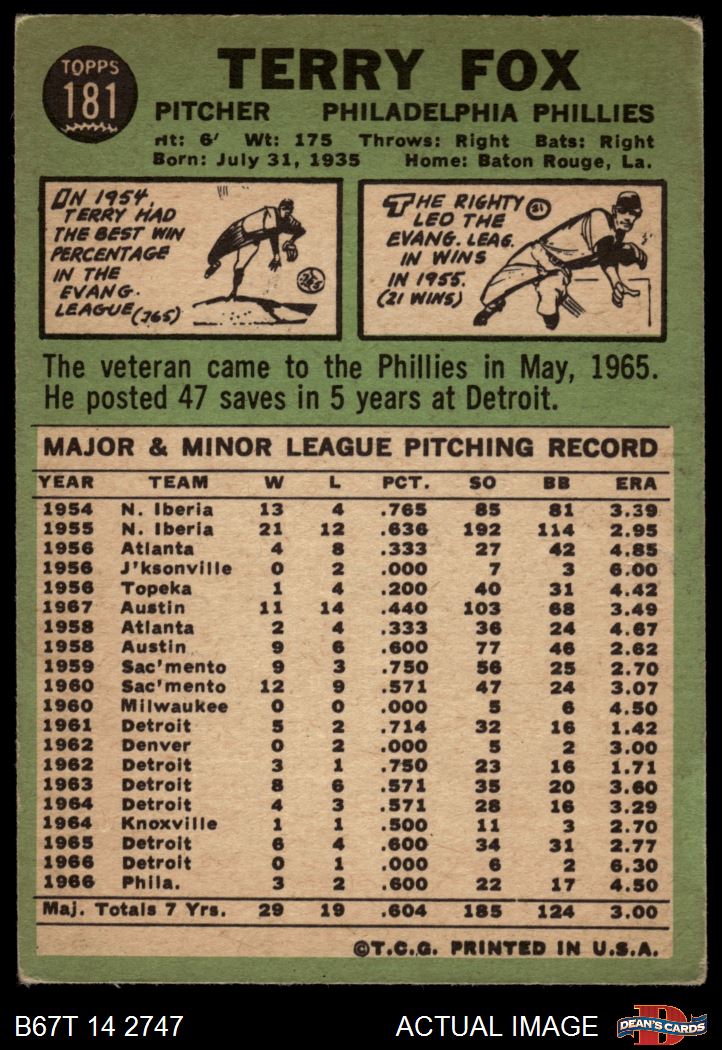 TOPPS
181
TERRY FOX
PITCHER PHILADELPHIA PHILLIES
Ht: 6' Wt: 175 Throws: Right Bats: Right
Born: July 31, 1935 Home: Baton Rouge, La.
IN 1954,
TERRY HAD
THE BEST WIN
PERCENTAGE
IN THE
EVANG.
LEAGUE (.765)
765
THE RIGHTY
LED THE
EVANG. LEAG.
IN WINS
IN 1955.
(21 WINS)
21
The veteran came to the Phillies in May, 1965.
He posted 47 saves in 5 years at Detroit.
MAJOR & MINOR LEAGUE PITCHING RECORD
YEAR TEAM W L PCT. SO BB ERA
1954 N. Iberia 13 4 .765 85 81 3.39
1955 N. Iberia 21 12 .636 192 114 2.95
1956 Atlanta 4 8 .333 27 42 4.85
1956 J'ksonville 0 2 .000 7 3 6.00
1956 Topeka 1 4 .200 40 31 4.42
1967 Austin 11 14 .440 103 68 3.49
1958 Atlanta 2 4 .333 36 24 4.67
1958 Austin 9 6 .600 77 46 2.62
1959 Sac'mento 9 3 .750 56 25 2.70
1960 Sac'mento 12 9 .571 47 24 3.07
1960 Milwaukee 0 0 .000 5 6 4.50
1961 Detroit 5 2 .714 32 16 1.42
1962 Denver 0 2 .000 5 2 3.00
1962 Detroit 3 1 .750 23 16 1.71
1963 Detroit 8 6 .571 35 20 3.60
1964 Detroit 4 3 .571 28 16 3.29
1964 Knoxville 1 1 .500 11 3 2.70
1965 Detroit 6 4 .600 34 31 2.77
1966 Detroit 0 1 .000 6 2 6.30
1966 Phila. 3 2 .600 22 17 4.50
Maj. Totals 7 Yrs. 29 19 .604 185 124 3.00
©T.C.G. PRINTED IN U.S.A.
B67T 14 2747 ACTUAL IMAGE
D
DEAN'S CARDS